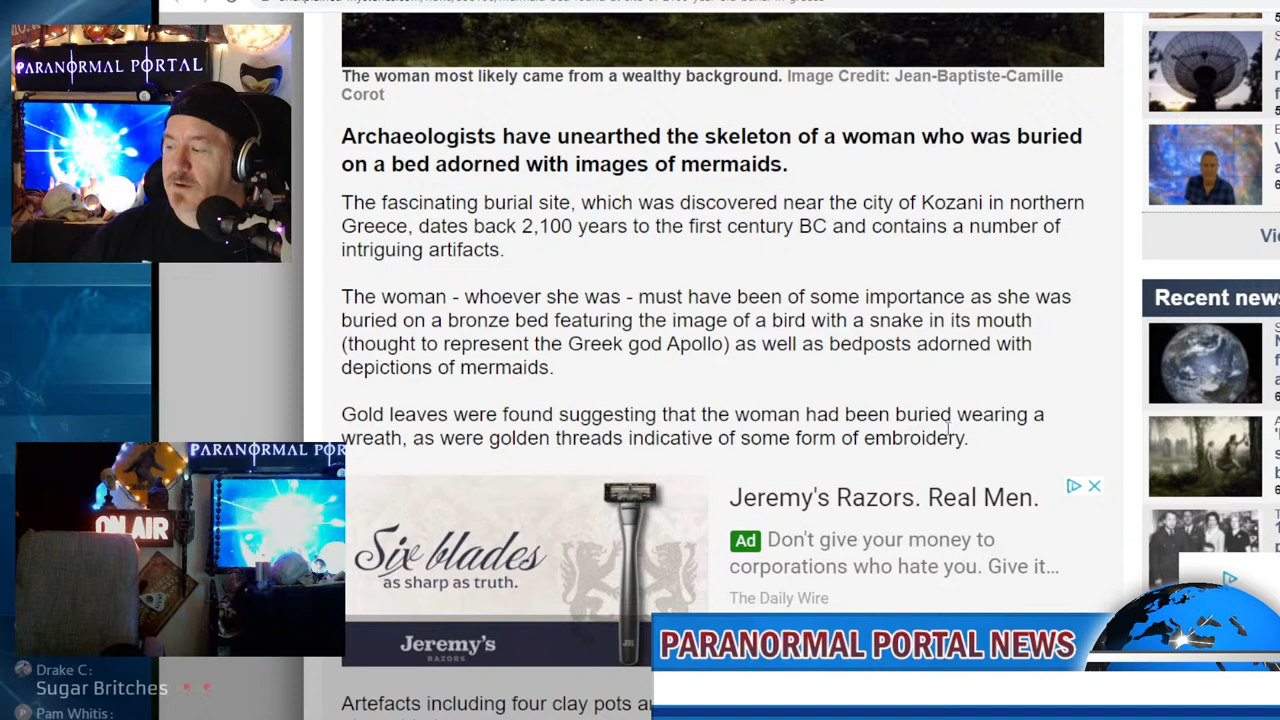 PARANORMAL PORTAL
The woman most likely came from a wealthy background. Image Credit: Jean-Baptiste-Camille
Corot
Archaeologists have unearthed the skeleton of a woman who was buried
on a bed adorned with images of mermaids.
The fascinating burial site, which was discovered near the city of Kozani in northern
Greece, dates back 2,100 years to the first century BC and contains a number of
intriguing artifacts.
The woman - whoever she was - must have been of some importance as she was
buried on a bronze bed featuring the image of a bird with a snake in its mouth
(thought to represent the Greek god Apollo) as well as bedposts adorned with
depictions of mermaids.
Gold leaves were found suggesting that the woman had been buried wearing a
wreath, as were golden threads indicative of some form of embroidery.
Recent news
PARANORMAL POR
ON AIR
Six blades
as sharp as truth.
Jeremy's
RAZORS
JR
Jeremy's Razors. Real Men.
Ad Don't give your money to
corporations who hate you. Give it…
The Daily Wire
Artefacts including four clay pots
PARANORMAL PORTAL NEWS
Drake C:
Sugar Britches
Pam Whitis: